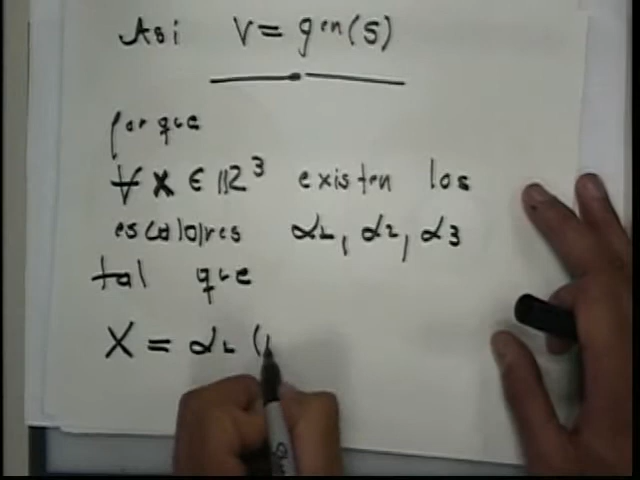 Asi V = gen(S)
porque
∀ X ∈ ℝ³ existen los
escalares α1, α2, α3
tal que
X = α1 (